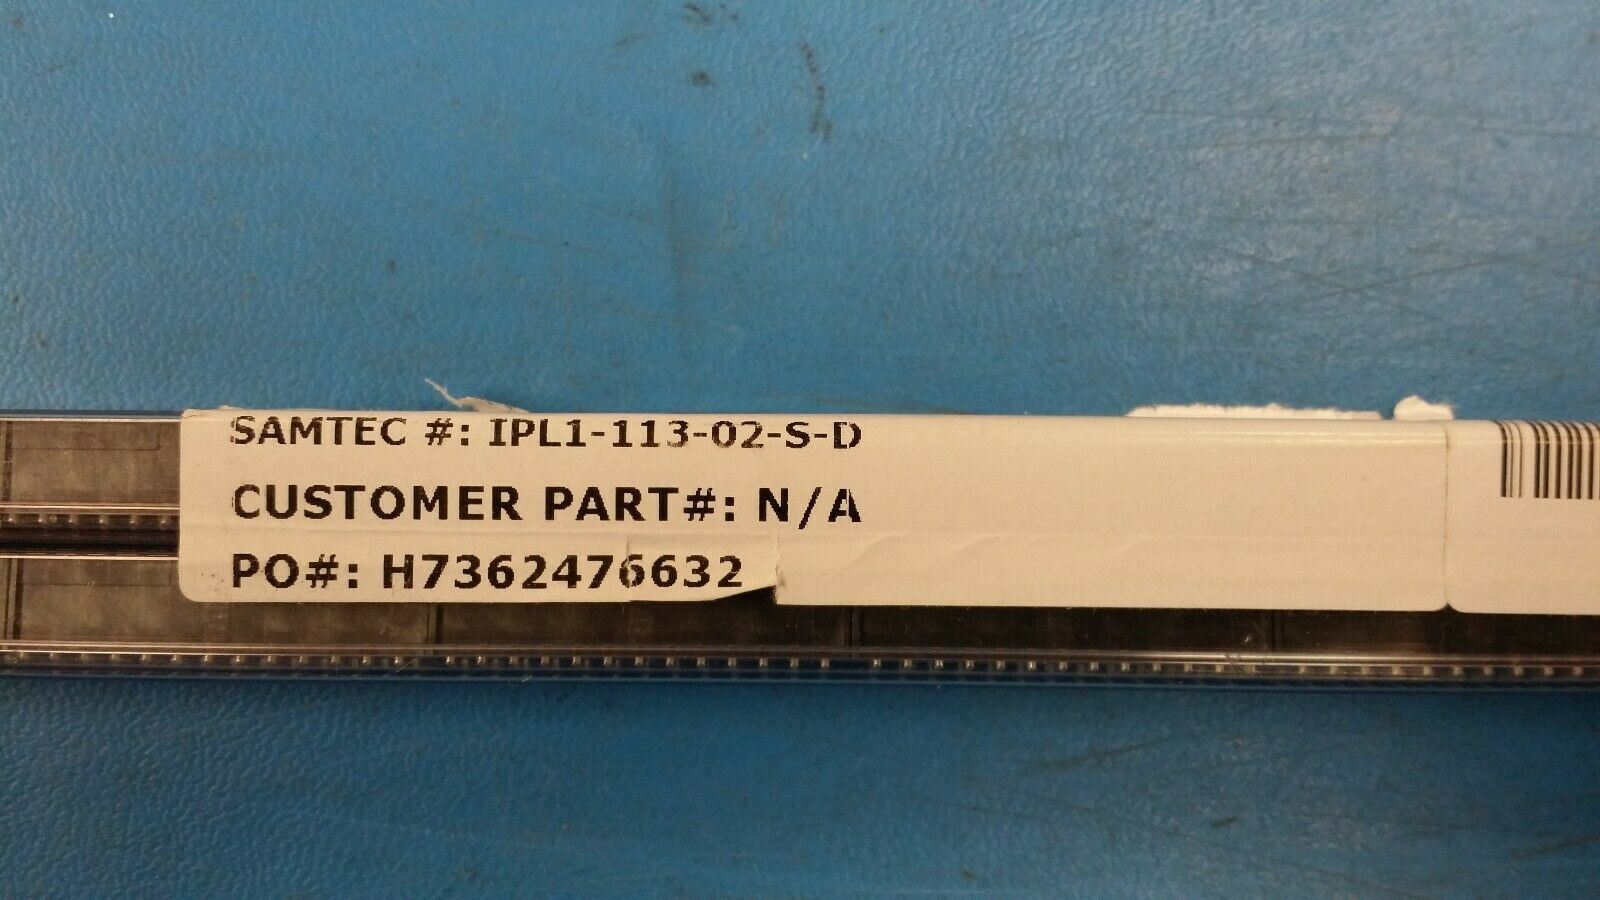 SAMTEC #: IPL1-113-02-S-D
CUSTOMER PART#: N/A
PO#: H7362476632